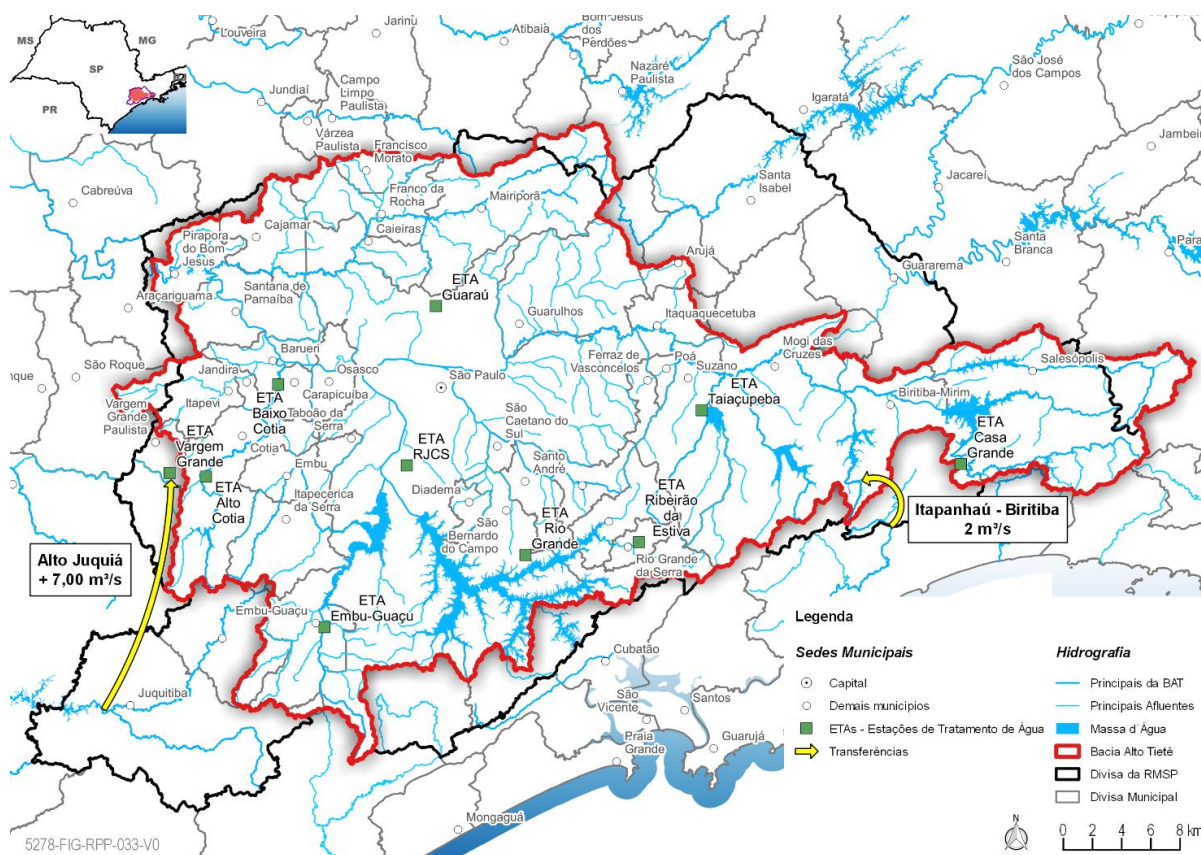 MS
MG
SP
PR
Louveira
Jarinu
Atibaia
Bom Jesus
dos
Perdões
Nazaré
Paulista
São José
dos Campos
Igaratá
Jundiaí
Campo
Limpo
Paulista
Várzea
Paulista
Francisco
Morato
Cabreúva
Franco da
Rocha
Mairiporã
Santa
Isabel
Jacareí
Jambei
Cajamar
Caieiras
Pirapora
do Bom
Jesus
Arujá
Santa
Branca
Para
Guararema
Araçariguama
Santana de
Parnaíba
ETA
Guaraú
Guarulhos
Itaquaquecetuba
São Roque
nque
Barueri
Jandira
Osasco
São Paulo
Ferraz de
Vasconcelos
Poá
Suzano
Mogi das
Cruzes
Salesópolis
Itapevi
Carapicuíba
ETA
Baixo
Cotia
Taboão da
Serra
Vargem
Grande
Paulista
ETA
Vargem
Grande
Cotia
ETA
Alto
Cotia
Embu
Itapecerica
da Serra
ETA
RJCS
São
Caetano do
Sul
Santo
André
Diadema
São
Bernardo
do Campo
ETA
Rio
Grande
ETA
Ribeirão
da
Estiva
Rio Grande
da Serra
ETA
Taiaçupeba
Biritiba-Mirim
ETA
Casa
Grande
Itapanhaú - Biritiba
2 m³/s
Alto Juquiá
+ 7,00 m³/s
Embu-Guaçu
ETA
Embu-Guaçu
Juquitiba
Cubatão
São
Vicente
Santos
Praia
Grande
Guarujá
Mongaguá
Legenda
Sedes Municipais
Capital
Demais municípios
ETAs - Estações de Tratamento de Água
Transferências
Hidrografia
Principais da BAT
Principais Afluentes
Massa d´Água
Bacia Alto Tietê
Divisa da RMSP
Divisa Municipal
N
0 2 4 6 8 km
5278-FIG-RPP-033-V0